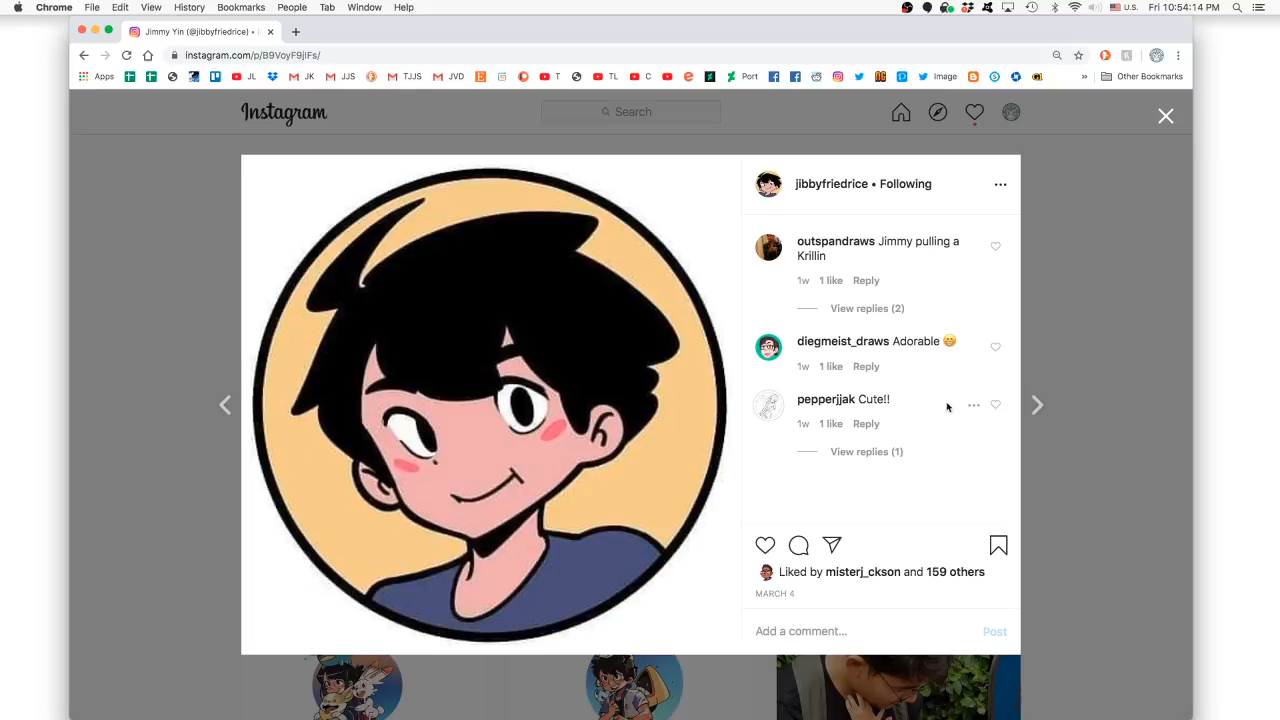 Chrome File Edit View History Bookmarks People Tab Window Help U.S. Fri 10:54:14 PM
Jimmy Yin (@jibbyfriedrice) •
instagram.com/p/B9VoyF9jIFs/
Apps JL JK JJS TJJS JVD T TL C Port Image » Other Bookmarks
Instagram
Search
jibbyfriedrice • Following
outspandraws Jimmy pulling a
Krillin
1w 1 like Reply
View replies (2)
diegmeist_draws Adorable 😁
1w 1 like Reply
pepperjjak Cute!!
1w 1 like Reply
View replies (1)
Liked by misterj_ckson and 159 others
MARCH 4
Add a comment... Post